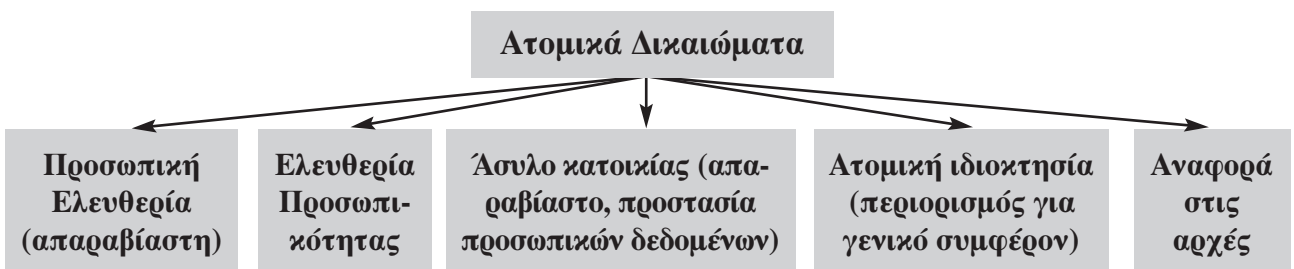 Ατομικά Δικαιώματα
Προσωπική
Ελευθερία
(απαραβίαστη)
Ελευθερία
Προσωπι-
κότητας
Άσυλο κατοικίας (απα-
ραβίαστο, προστασία
προσωπικών δεδομένων)
Ατομική ιδιοκτησία
(περιορισμός για
γενικό συμφέρον)
Αναφορά
στις
αρχές